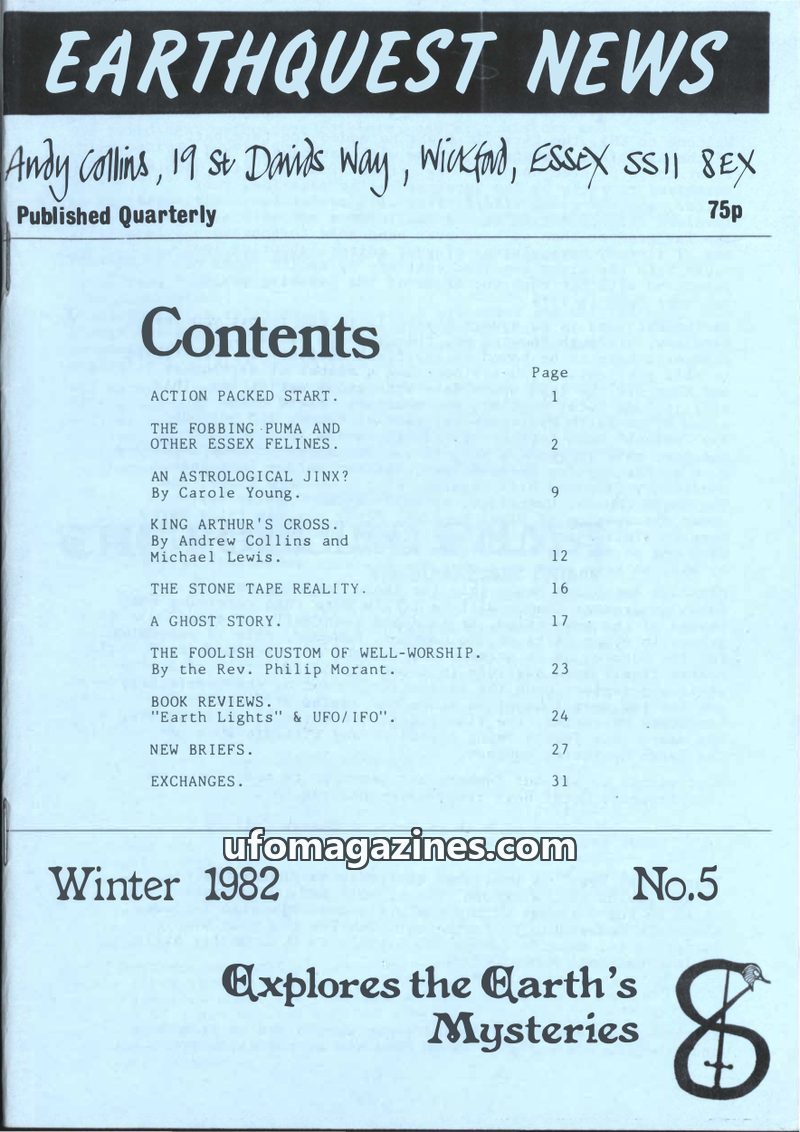 EARTHQUEST NEWS
Andy Collins, 19 St Davids Way, Wickford, ESSEX SS11 8EX
Published Quarterly 75p
Contents
Page
ACTION PACKED START. 1
THE FOBBING PUMA AND
OTHER ESSEX FELINES. 2
AN ASTROLOGICAL JINX?
By Carole Young. 9
KING ARTHUR'S CROSS.
By Andrew Collins and
Michael Lewis. 12
THE STONE TAPE REALITY. 16
A GHOST STORY. 17
THE FOOLISH CUSTOM OF WELL-WORSHIP.
By the Rev. Philip Morant. 23
BOOK REVIEWS.
"Earth Lights" & UFO/IFO". 24
NEW BRIEFS. 27
EXCHANGES. 31
ufomagazines.com
Winter 1982 No.5
Explores the Earth's
Mysteries